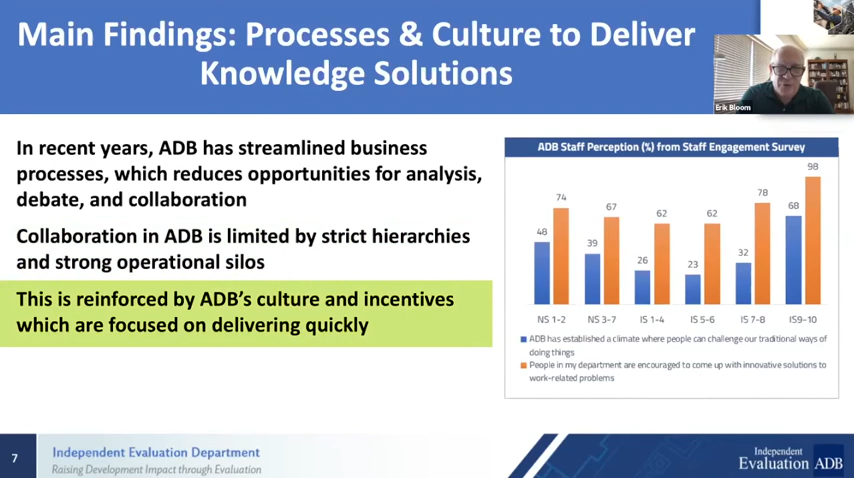 Main Findings: Processes & Culture to Deliver
Knowledge Solutions
Erik Bloom
In recent years, ADB has streamlined business
processes, which reduces opportunities for analysis,
debate, and collaboration
Collaboration in ADB is limited by strict hierarchies
and strong operational silos
This is reinforced by ADB's culture and incentives
which are focused on delivering quickly
ADB Staff Perception (%) from Staff Engagement Survey
48 74 39 67 26 62 23 62 32 78 68 98
NS 1-2 NS 3-7 IS 1-4 IS 5-6 IS 7-8 IS9-10
ADB has established a climate where people can challenge our traditional ways of
doing things
People in my department are encouraged to come up with innovative solutions to
work-related problems
7
Independent Evaluation Department
Raising Development Impact through Evaluation
Independent
Evaluation ADB